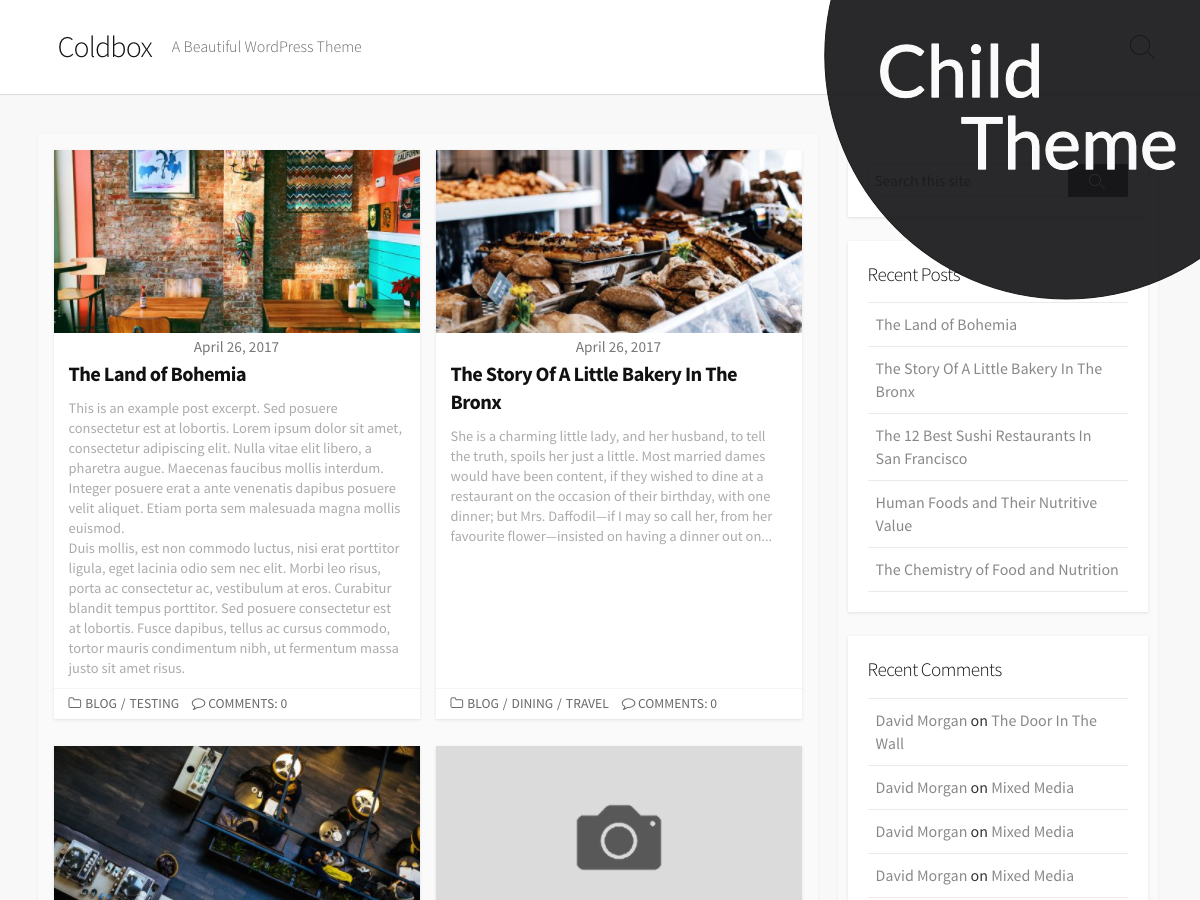 Coldbox
A Beautiful WordPress Theme
Child
Theme
Search this site
April 26, 2017
The Land of Bohemia
This is an example post excerpt. Sed posuere
consectetur est at lobortis. Lorem ipsum dolor sit amet,
consectetur adipiscing elit. Nulla vitae elit libero, a
pharetra augue. Maecenas faucibus mollis interdum.
Integer posuere erat a ante venenatis dapibus posuere
velit aliquet. Etiam porta sem malesuada magna mollis
euismod.
Duis mollis, est non commodo luctus, nisi erat porttitor
ligula, eget lacinia odio sem nec elit. Morbi leo risus,
porta ac consectetur ac, vestibulum at eros. Curabitur
blandit tempus porttitor. Sed posuere consectetur est
at lobortis. Fusce dapibus, tellus ac cursus commodo,
tortor mauris condimentum nibh, ut fermentum massa
justo sit amet risus.
BLOG / TESTING COMMENTS: 0
April 26, 2017
The Story Of A Little Bakery In The
Bronx
She is a charming little lady, and her husband, to tell
the truth, spoils her just a little. Most married dames
would have been content, if they wished to dine at a
restaurant on the occasion of their birthday, with one
dinner; but Mrs. Daffodil—if I may so call her, from her
favourite flower—insisted on having a dinner out on...
BLOG / DINING / TRAVEL COMMENTS: 0
Recent Posts
The Land of Bohemia
The Story Of A Little Bakery In The
Bronx
The 12 Best Sushi Restaurants In
San Francisco
Human Foods and Their Nutritive
Value
The Chemistry of Food and Nutrition
Recent Comments
David Morgan on The Door In The
Wall
David Morgan on Mixed Media
David Morgan on Mixed Media
David Morgan on Mixed Media